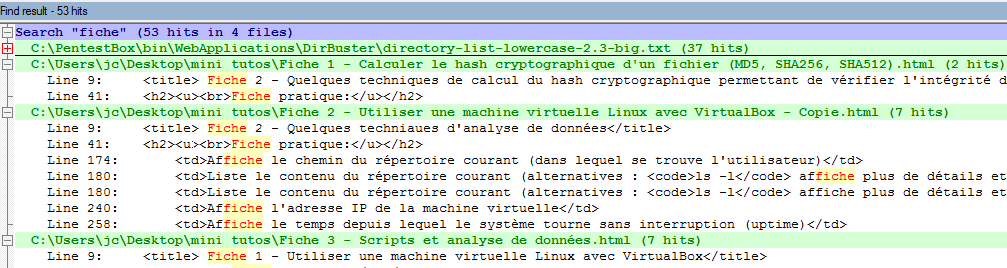 Find result - 53 hits
Search "fiche" (53 hits in 4 files)
C:\PentestBox\bin\WebApplications\DirBuster\directory-list-lowercase-2.3-big.txt (37 hits)
C:\Users\jc\Desktop\mini tutos\Fiche 1 - Calculer le hash cryptographique d'un fichier (MD5, SHA256, SHA512).html (2 hits)
Line 9: <title> Fiche 2 - Quelques techniques de calcul du hash cryptographique permettant de vérifier l'intégrité d
Line 41: <h2><u><br>Fiche pratique:</u></h2>
C:\Users\jc\Desktop\mini tutos\Fiche 2 - Utiliser une machine virtuelle Linux avec VirtualBox - Copie.html (7 hits)
Line 9: <title> Fiche 2 - Quelques techniaues d'analyse de données</title>
Line 41: <h2><u><br>Fiche pratique:</u></h2>
Line 174: <td>Affiche le chemin du répertoire courant (dans lequel se trouve l'utilisateur)</td>
Line 180: <td>Liste le contenu du répertoire courant (alternatives : <code>ls -l</code> affiche plus de détails et
Line 180: <td>Liste le contenu du répertoire courant (alternatives : <code>ls -l</code> affiche plus de détails et
Line 240: <td>Affiche l'adresse IP de la machine virtuelle</td>
Line 258: <td>Affiche le temps depuis lequel le système tourne sans interruption (uptime)</td>
C:\Users\jc\Desktop\mini tutos\Fiche 3 - Scripts et analyse de données.html (7 hits)
Line 9: <title> Fiche 1 - Utiliser une machine virtuelle Linux avec VirtualBox</title>